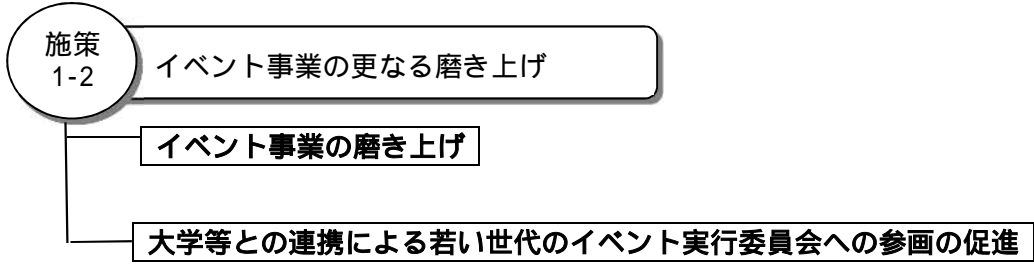 施策
1-2
イベント事業の更なる磨き上げ
イベント事業の磨き上げ
大学等との連携による若い世代のイベント実行委員会への参画の促進